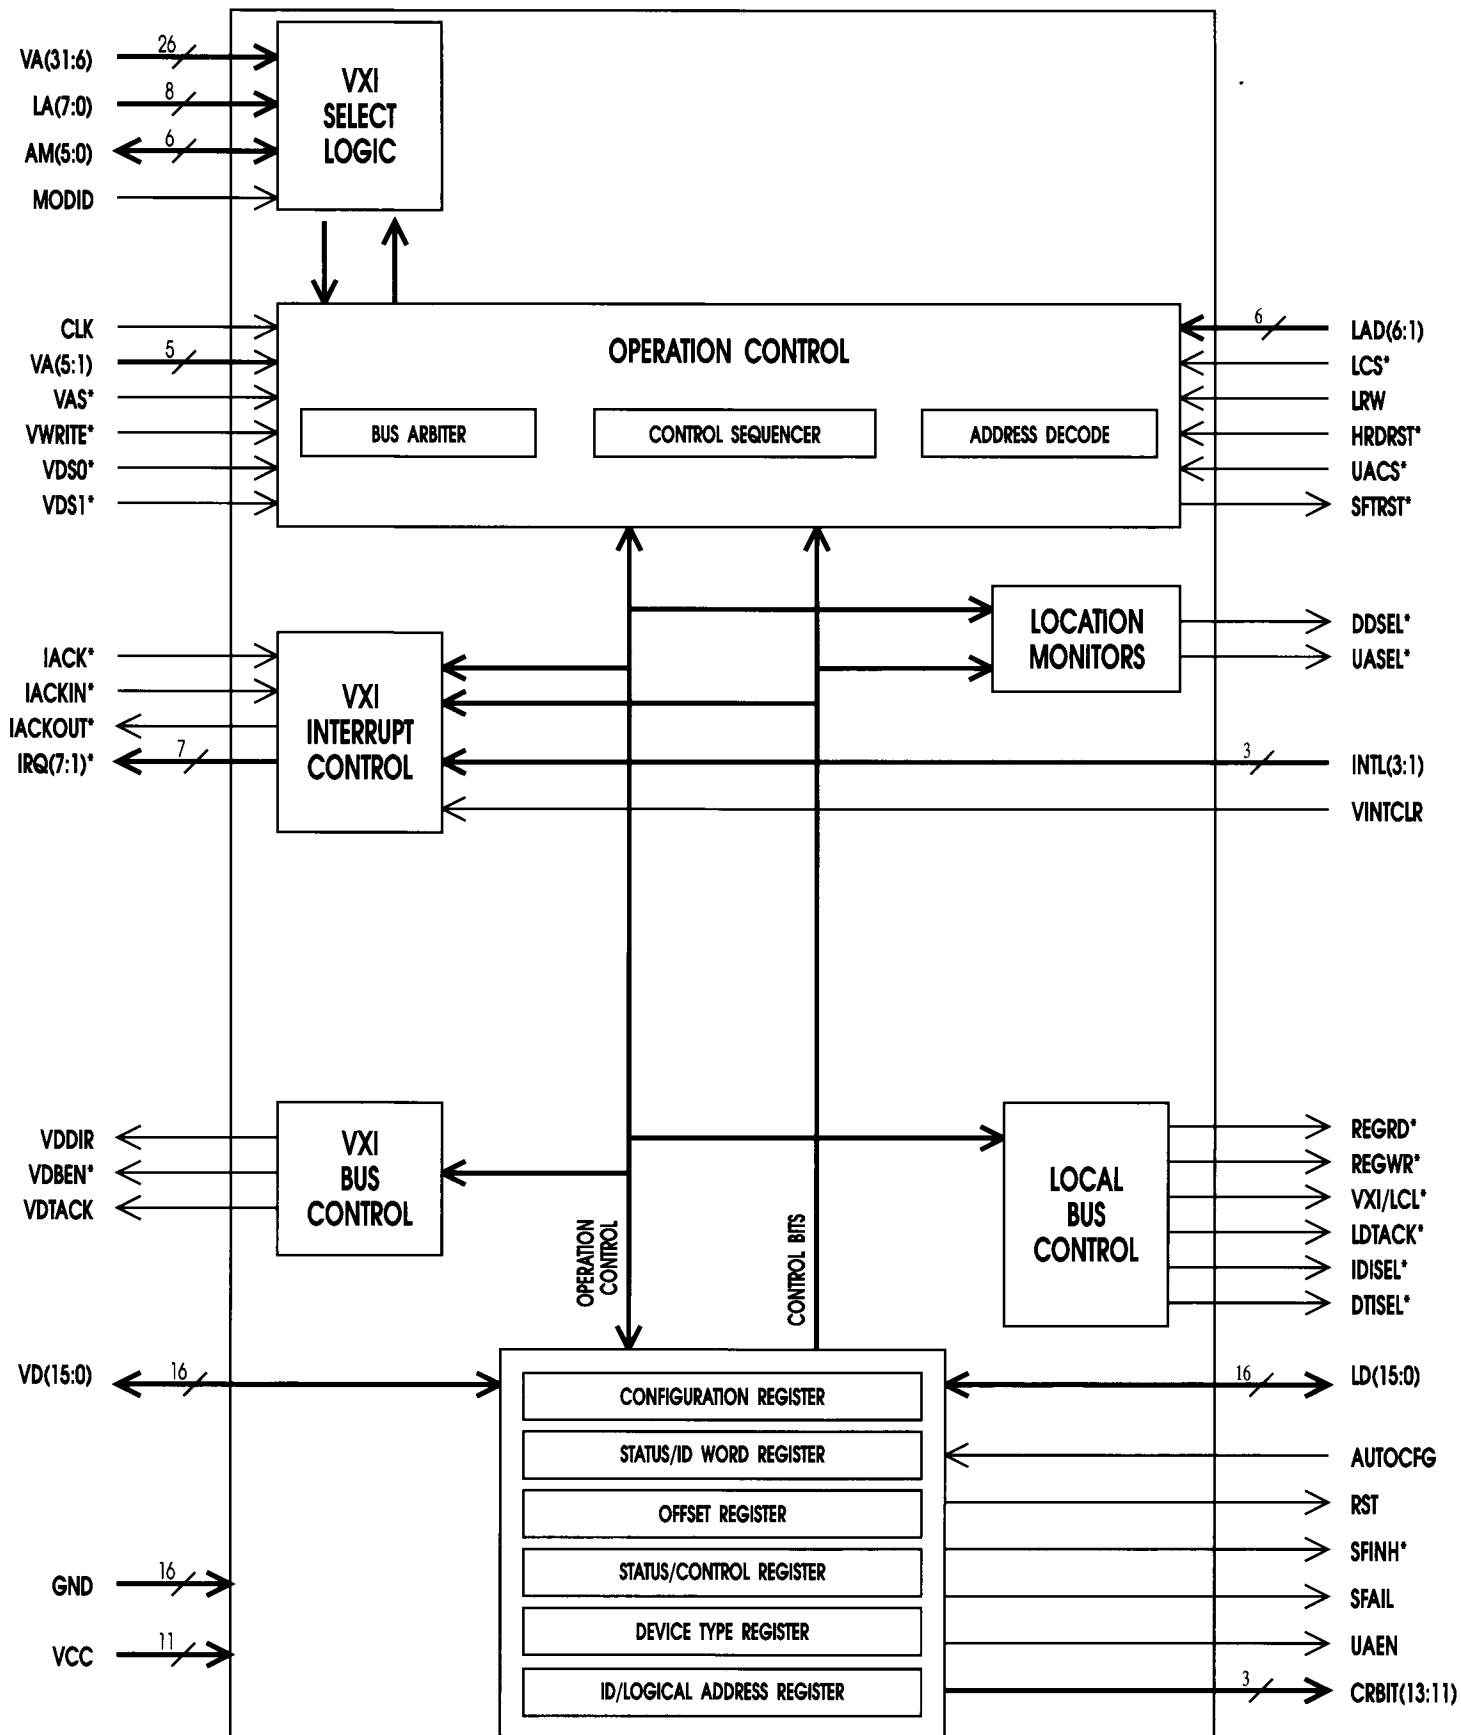 VA(31:6)
26
LA(7:0)
8
AM(5:0)
6
MODID
VXI
SELECT
LOGIC
CLK
VA(5:1)
5
VAS*
VWRITE*
VDS0*
VDS1*
OPERATION CONTROL
BUS ARBITER
CONTROL SEQUENCER
ADDRESS DECODE
6
LAD(6:1)
LCS*
LRW
HRDRST*
UACS*
SFTRST*
LOCATION
MONITORS
DDSEL*
UASEL*
IACK*
IACKIN*
IACKOUT*
IRQ(7:1)*
7
VXI
INTERRUPT
CONTROL
3
INTL(3:1)
VINTCLR
VDDIR
VDBEN*
VDTACK
VXI
BUS
CONTROL
OPERATION
CONTROL
CONTROL BITS
LOCAL
BUS
CONTROL
REGRD*
REGWR*
VXI/LCL*
LDTACK*
IDISEL*
DTISEL*
VD(15:0)
16
CONFIGURATION REGISTER
STATUS/ID WORD REGISTER
OFFSET REGISTER
STATUS/CONTROL REGISTER
DEVICE TYPE REGISTER
ID/LOGICAL ADDRESS REGISTER
16
LD(15:0)
AUTOCFG
RST
SFINH*
SFAIL
UAEN
3
CRBIT(13:11)
GND
16
VCC
11